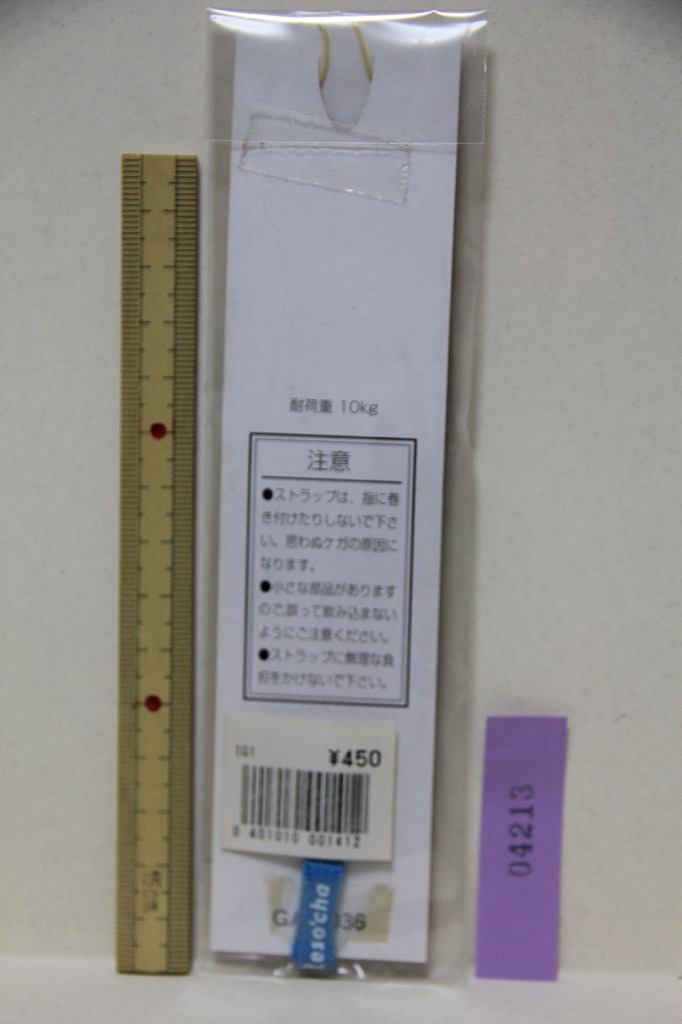 耐荷重 10kg
注意
●ストラップは、指に巻
き付けたりしないで下さ
い。思わぬケガの原因に
なります。
●小さな部品があります
ので、誤って飲み込まない
ようにご注意ください。
●ストラップに無理な負
担をかけないで下さい。
101
¥450
0 401010 001412
04213